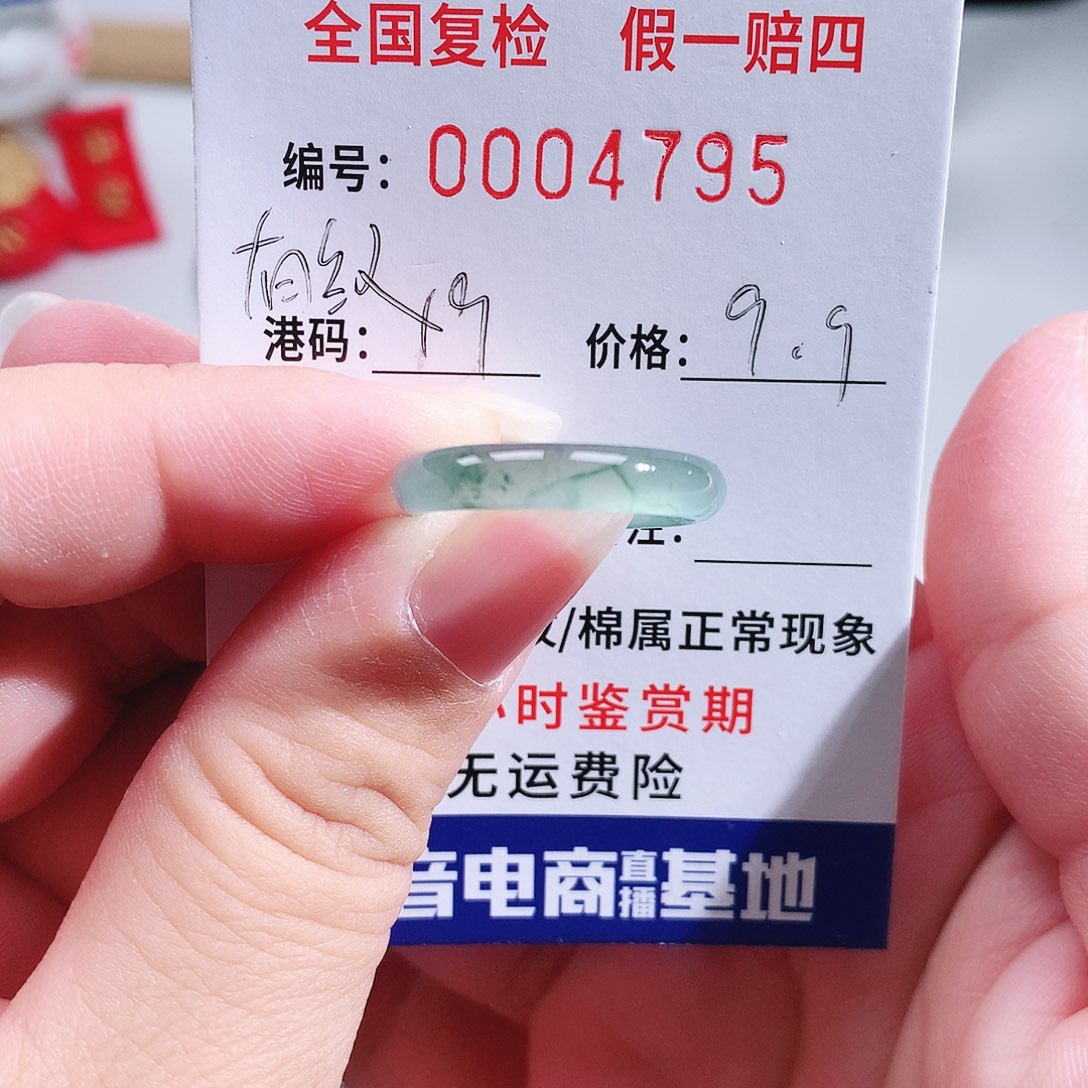 全国复检 假一赔四
编号：0004795
有纹
港码：19 价格：9.9
注：
/棉属正常现象
时鉴赏期
无运费险
音电商直播基地